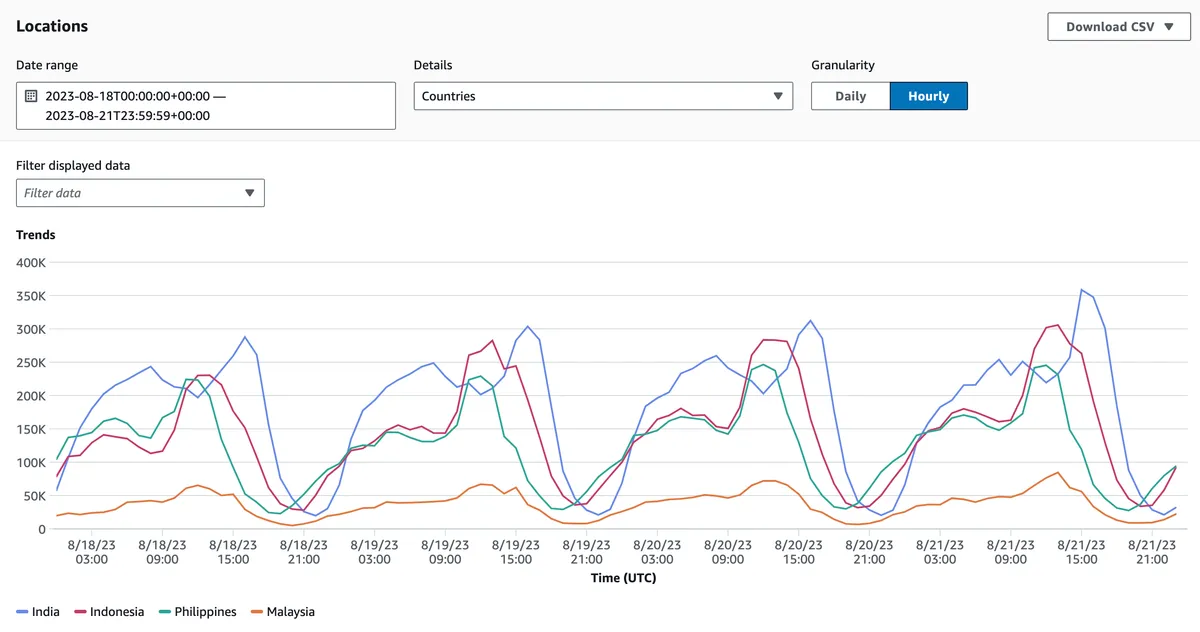 Locations
Download CSV
Date range
Details
Granularity
2023-08-18T00:00:00+00:00 —
2023-08-21T23:59:59+00:00
Countries
Daily
Hourly
Filter displayed data
Filter data
Trends
400K
350K
300K
250K
200K
150K
100K
50K
0
8/18/23 8/18/23 8/18/23 8/18/23 8/19/23 8/19/23 8/19/23 8/19/23 8/20/23 8/20/23 8/20/23 8/20/23 8/21/23 8/21/23 8/21/23 8/21/23
03:00 09:00 15:00 21:00 03:00 09:00 15:00 21:00 03:00 09:00 15:00 21:00 03:00 09:00 15:00 21:00
Time (UTC)
India Indonesia Philippines Malaysia